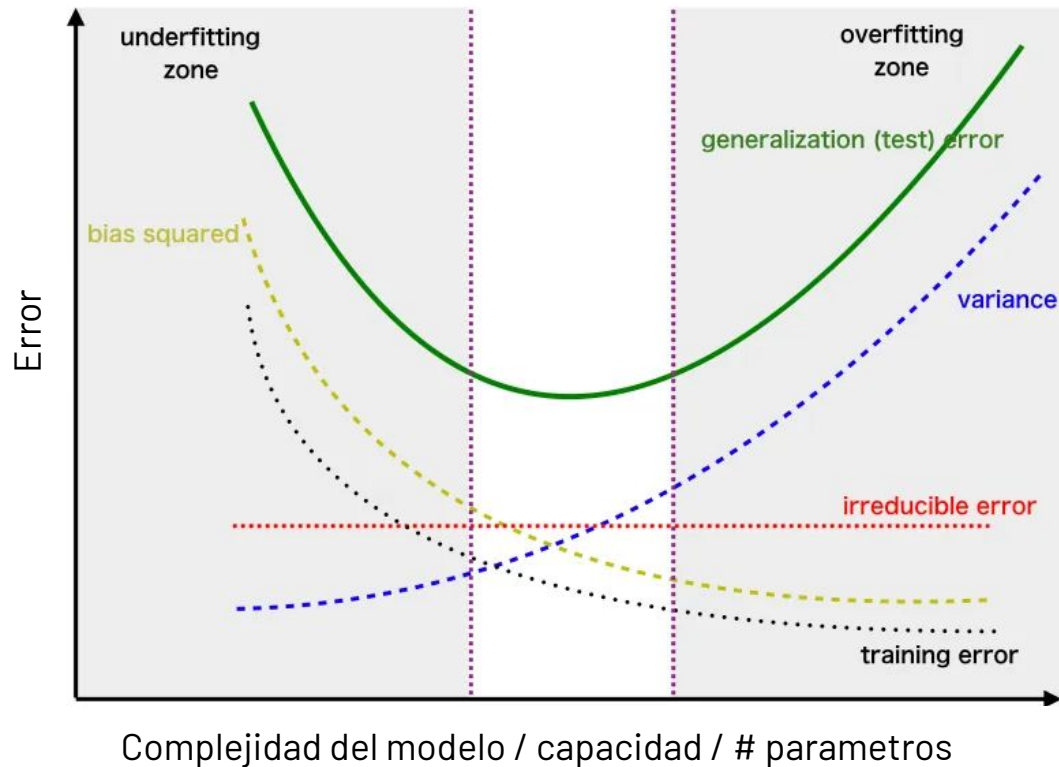 underfitting
zone
overfitting
zone
generalization (test) error
bias squared
variance
Error
irreducible error
training error
Complejidad del modelo / capacidad / # parametros